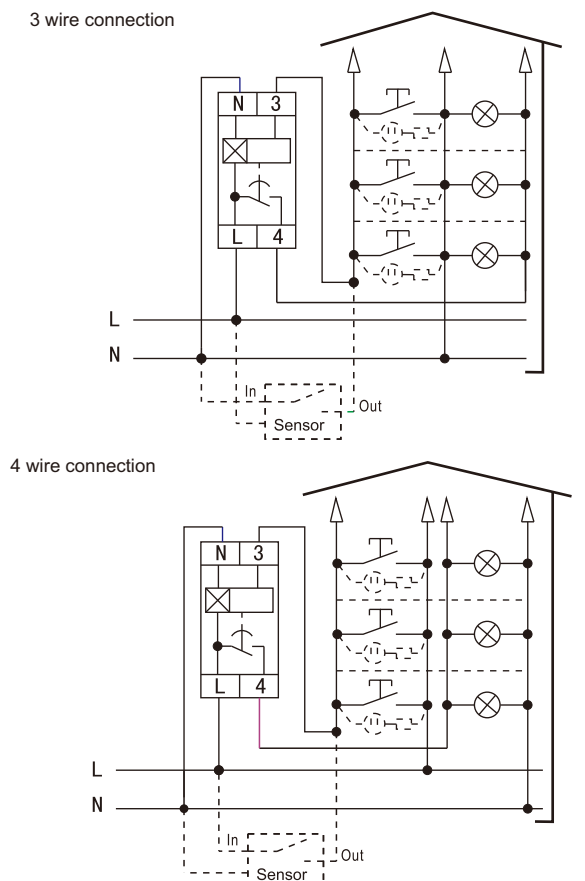 3 wire connection
N 3
L 4
L
N
In
Out
Sensor
4 wire connection
N 3
L 4
L
N
In
Out
Sensor